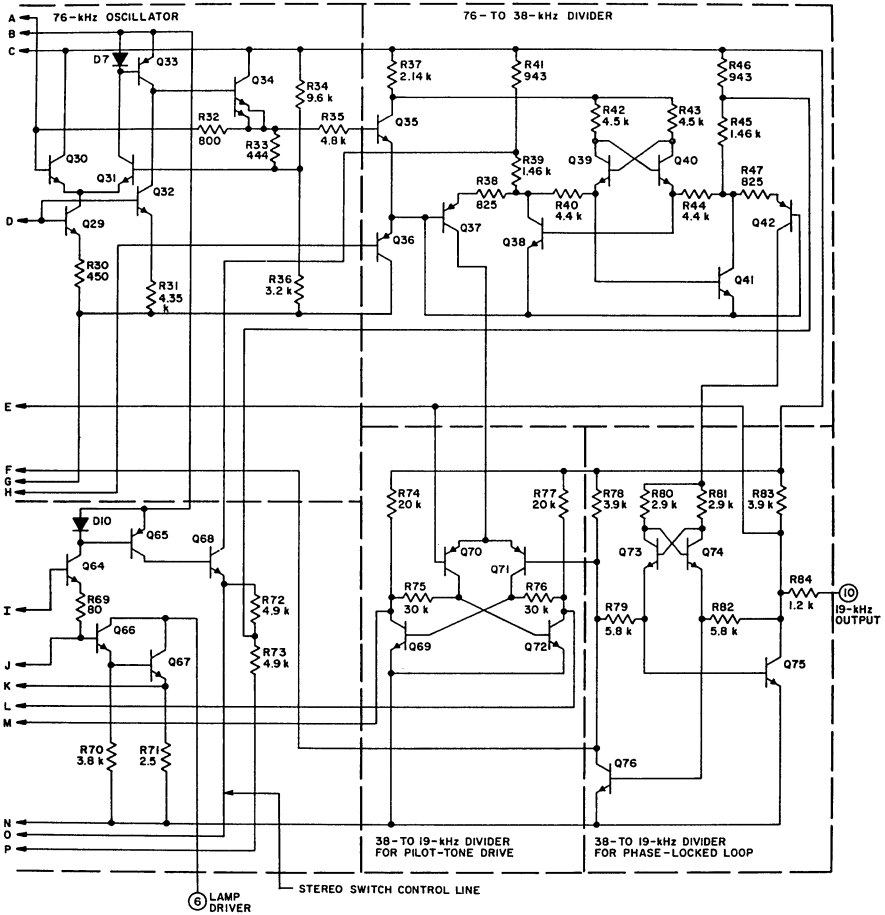 A
76-kHz OSCILLATOR
76-TO 38-kHz DIVIDER
B
C
D7
Q33
Q34
R34
9.6 k
R37
2.14 k
R41
943
R46
943
R42
4.5 k
R43
4.5 k
R32
800
R33
444
R35
4.8 k
Q35
R45
1.46 k
Q30
Q31
Q32
R39
1.46 k
Q39
Q40
R47
825
R38
825
R40
4.4 k
R44
4.4 k
D
Q29
Q37
Q38
Q42
Q36
R30
450
R31
4.35
k
R36
3.2 k
Q41
E
F
G
H
R74
20 k
R77
20 k
R78
3.9k
R80
2.9 k
R81
2.9 k
R83
3.9 k
D10
Q65
Q68
Q64
Q70
Q71
Q73
Q74
I
R69
80
R72
4.9 k
R75
30 k
R76
30 k
R79
5.8 k
R82
5.8 k
R84
1.2 k
10
19-kHz
OUTPUT
J
Q66
Q67
R73
4.9 k
Q69
Q72
Q75
K
L
M
R70
3.8 k
R71
2.5
Q76
N
O
P
38-TO 19-kHz DIVIDER
FOR PILOT-TONE DRIVE
38-TO 19-kHz DIVIDER
FOR PHASE-LOCKED LOOP
STEREO SWITCH CONTROL LINE
6
LAMP
DRIVER